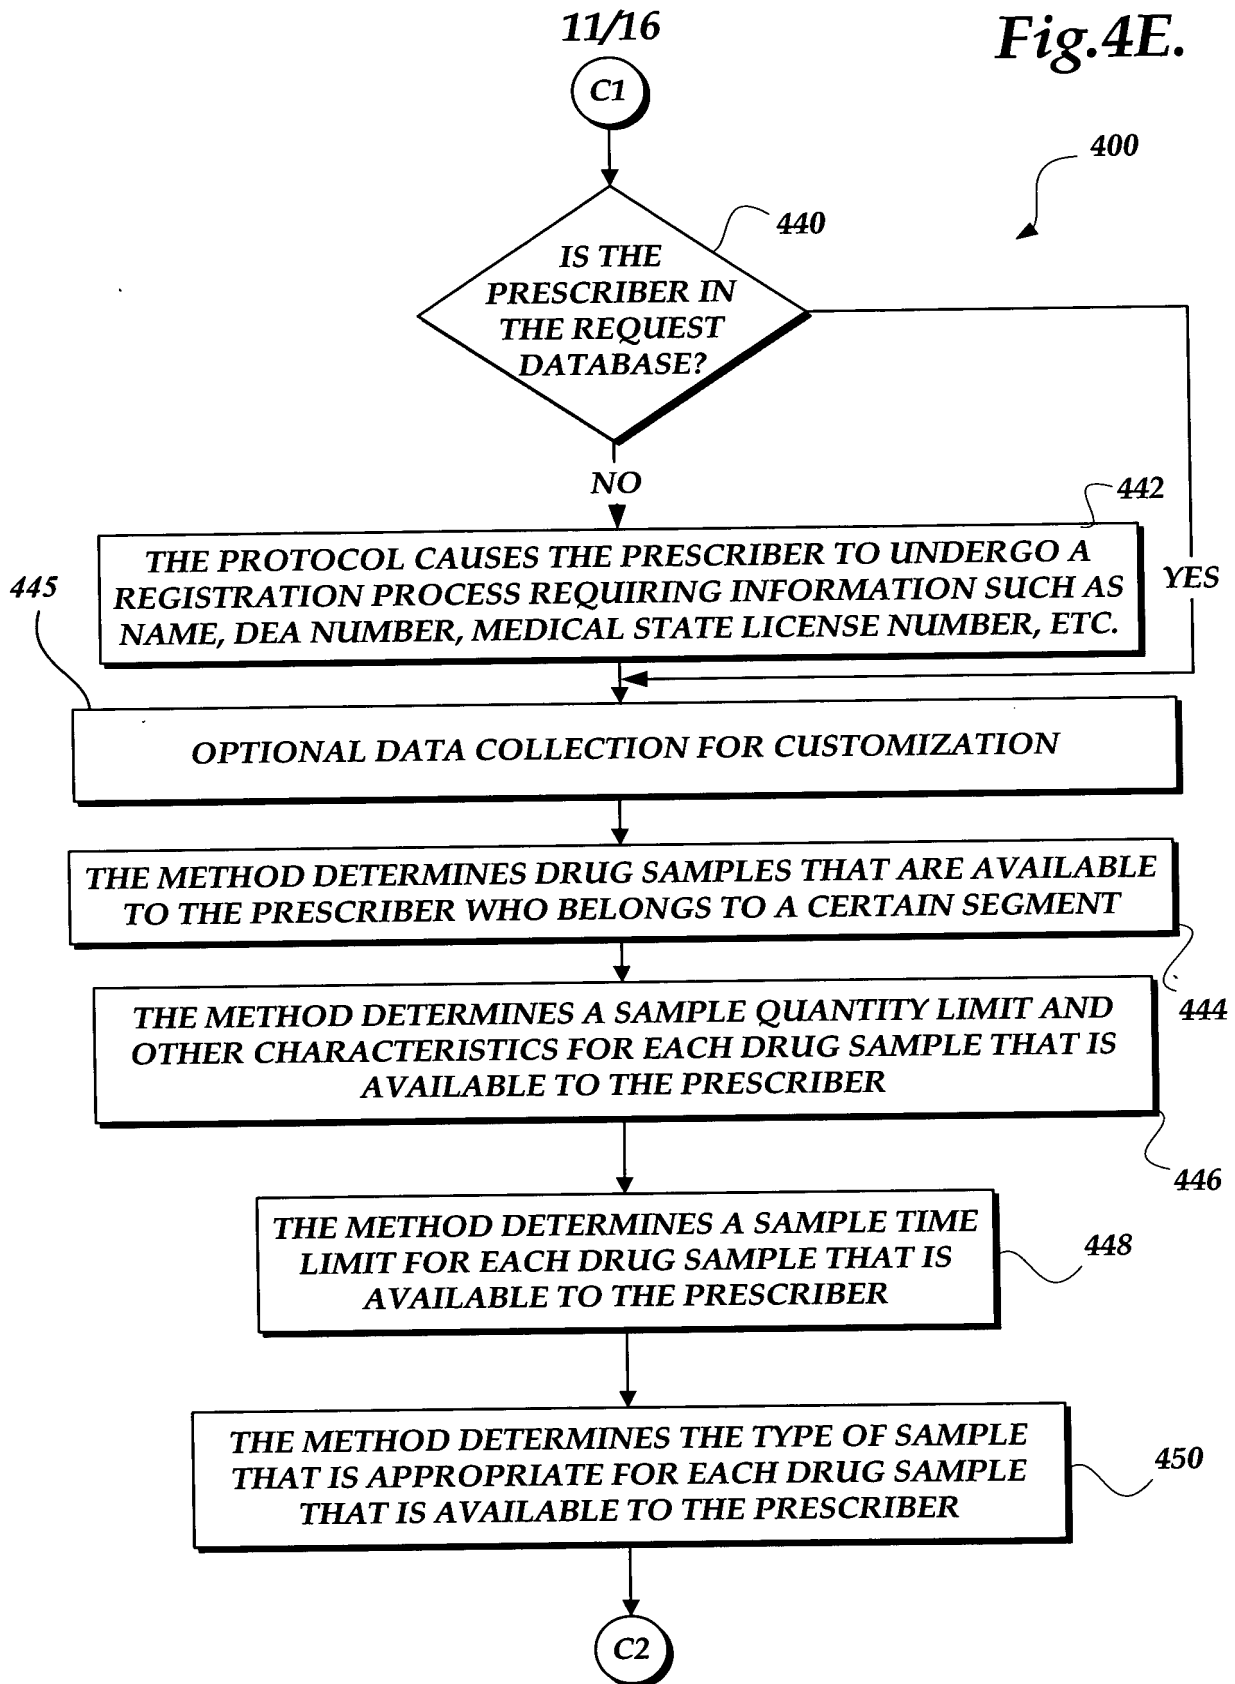 11/16
Fig.4E.
C1
400
440
IS THE
PRESCRIBER IN
THE REQUEST
DATABASE?
NO
442
YES
THE PROTOCOL CAUSES THE PRESCRIBER TO UNDERGO A
REGISTRATION PROCESS REQUIRING INFORMATION SUCH AS
NAME, DEA NUMBER, MEDICAL STATE LICENSE NUMBER, ETC.
445
OPTIONAL DATA COLLECTION FOR CUSTOMIZATION
THE METHOD DETERMINES DRUG SAMPLES THAT ARE AVAILABLE
TO THE PRESCRIBER WHO BELONGS TO A CERTAIN SEGMENT
444
THE METHOD DETERMINES A SAMPLE QUANTITY LIMIT AND
OTHER CHARACTERISTICS FOR EACH DRUG SAMPLE THAT IS
AVAILABLE TO THE PRESCRIBER
446
THE METHOD DETERMINES A SAMPLE TIME
LIMIT FOR EACH DRUG SAMPLE THAT IS
AVAILABLE TO THE PRESCRIBER
448
THE METHOD DETERMINES THE TYPE OF SAMPLE
THAT IS APPROPRIATE FOR EACH DRUG SAMPLE
THAT IS AVAILABLE TO THE PRESCRIBER
450
C2